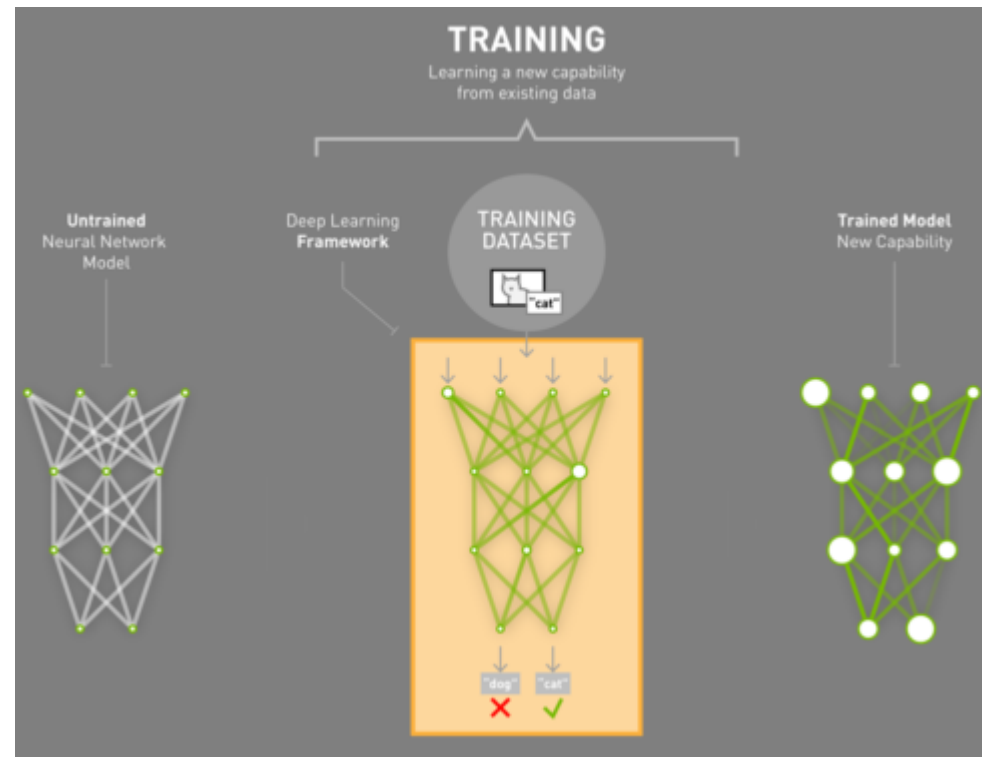 TRAINING
Learning a new capability
from existing data
Untrained
Neural Network
Model
Deep Learning
Framework
TRAINING
DATASET
"cat"
Trained Model
New Capability
"dog"
"cat"